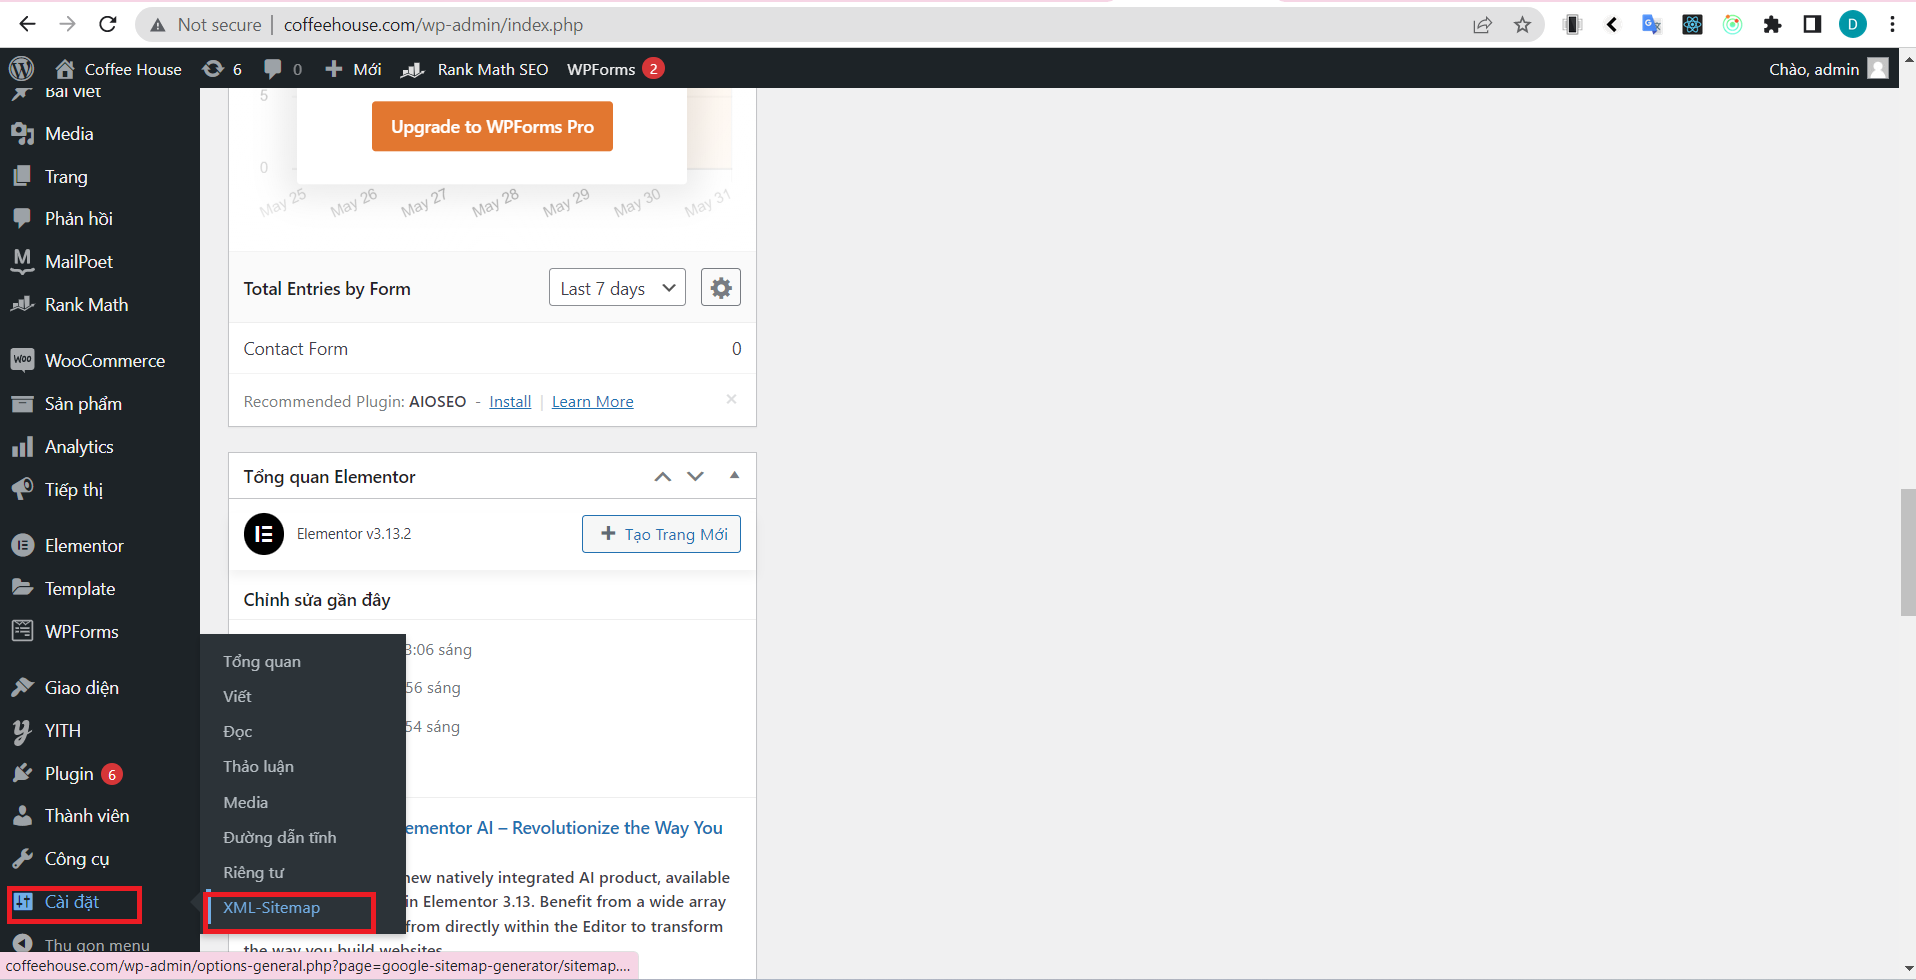 Not secure | coffeehouse.com/wp-admin/index.php
D
Coffee House 6 0 Mới Rank Math SEO WPForms 2 Chào, admin
Bài viết
Media
Trang
Phản hồi
M MailPoet
Rank Math
Woo WooCommerce
Sản phẩm
Analytics
Tiếp thị
Elementor
Template
WPForms
Giao diện
YITH
Plugin 6
Thành viên
Công cụ
Cài đặt
Thu gọn menu
Tổng quan
Viết
Đọc
Thảo luận
Media
Đường dẫn tĩnh
Riêng tư
XML-Sitemap
5
Upgrade to WPForms Pro
0
May 25 May 26 May 27 May 28 May 29 May 30 May 31
Total Entries by Form Last 7 days
Contact Form 0
Recommended Plugin: AIOSEO - Install | Learn More ×
Tổng quan Elementor
Elementor v3.13.2 + Tạo Trang Mới
Chỉnh sửa gần đây
3:06 sáng
56 sáng
54 sáng
ementor AI – Revolutionize the Way You
new natively integrated AI product, available
in Elementor 3.13. Benefit from a wide array
from directly within the Editor to transform
the way you build websites
coffeehouse.com/wp-admin/options-general.php?page=google-sitemap-generator/sitemap....